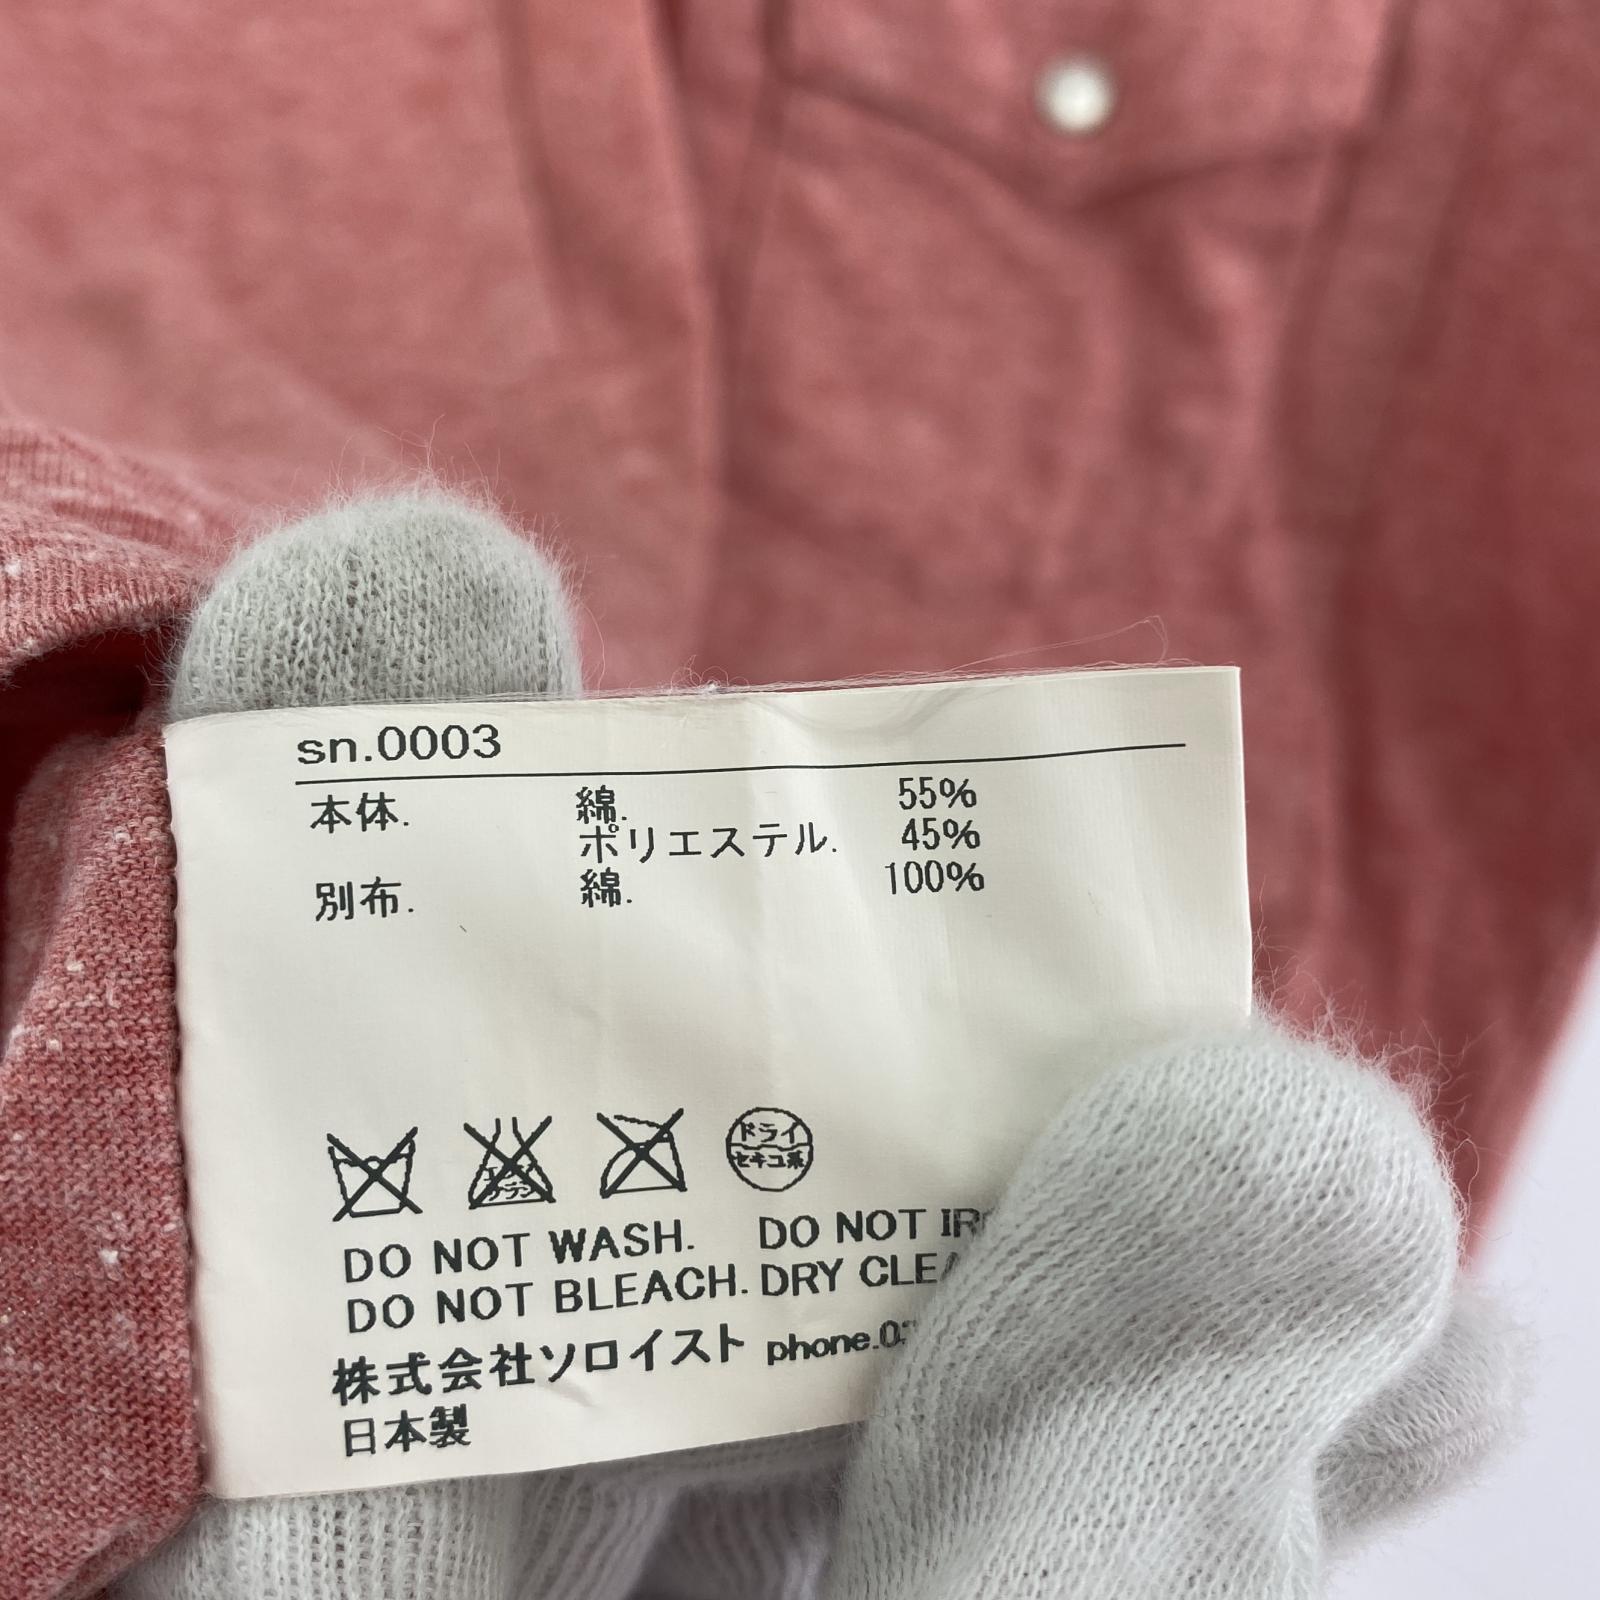 sn.0003
本体. 綿. 55%
ポリエステル. 45%
別布. 綿. 100%
ドライ
セキユ系
DO NOT WASH. DO NOT
DO NOT BLEACH. DRY
株式会社ソロイスト phone.
日本製